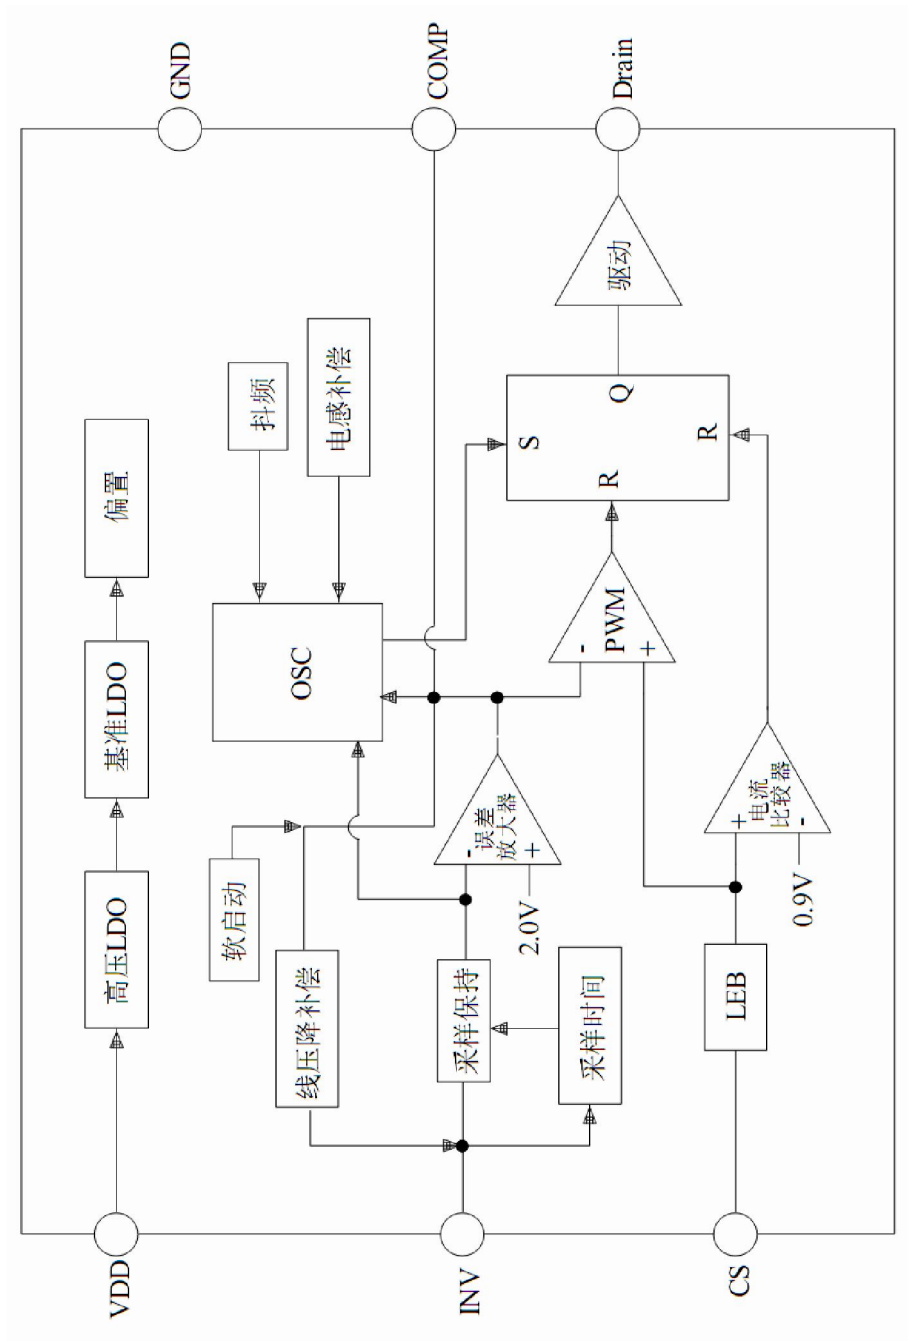 VDD
高压LDO
基准LDO
偏置
GND
软启动
抖频
OSC
电感补偿
线压降补偿
COMP
INV
采样保持
-
误差
放大器
+
2.0V
采样时间
S
Q
R
R
驱动
Drain
-
PWM
+
CS
LEB
+
电流
比较器
-
0.9V